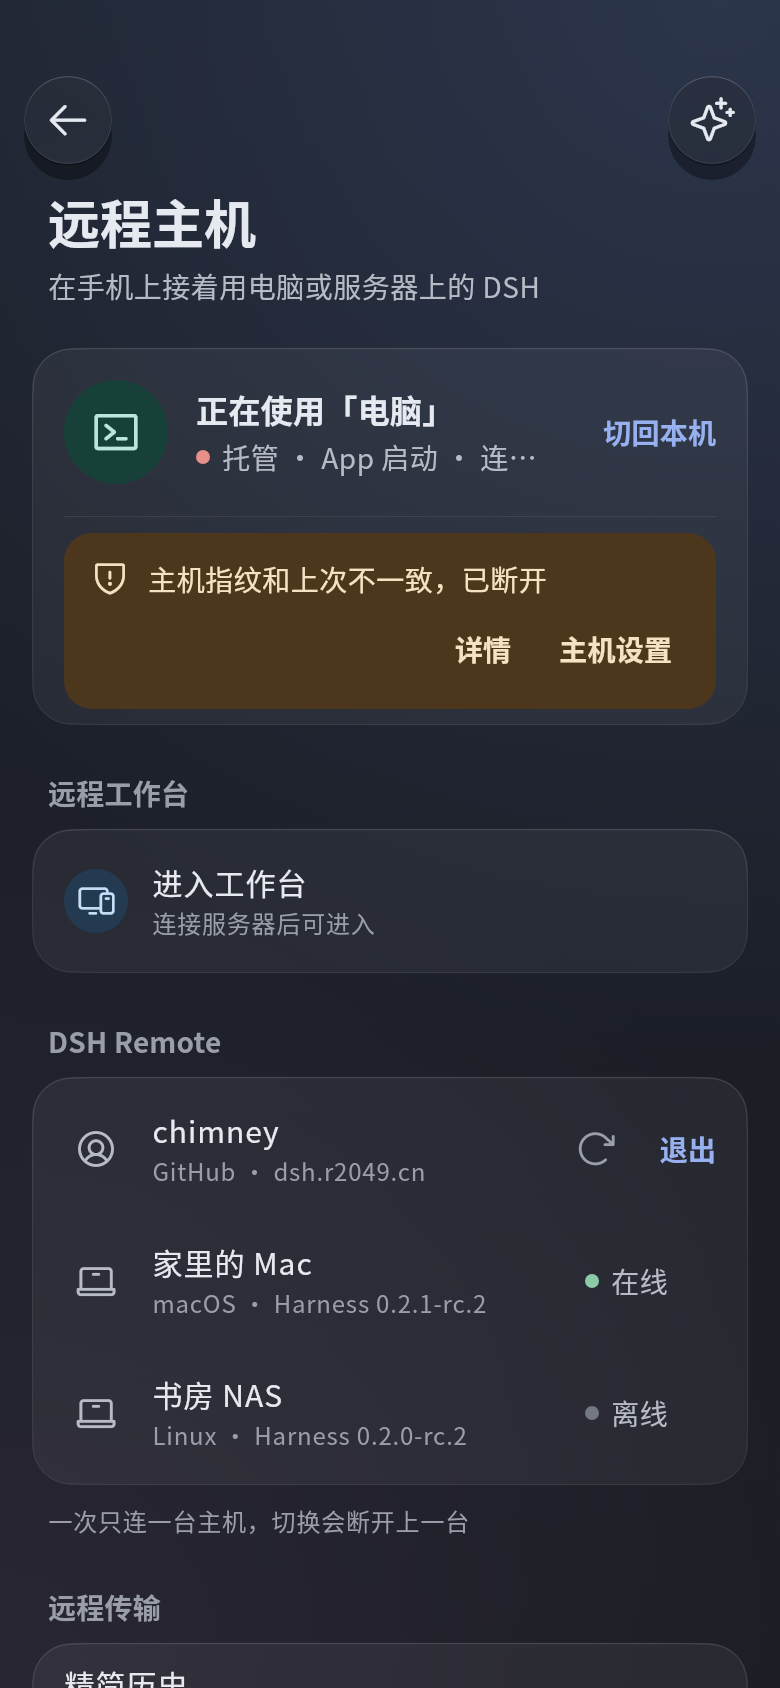 远程主机
在手机上接着用电脑或服务器上的 DSH
正在使用「电脑」
托管 · App 启动 · 连…
切回本机
主机指纹和上次不一致，已断开
详情 主机设置
远程工作台
进入工作台
连接服务器后可进入
DSH Remote
chimney
GitHub · dsh.r2049.cn
退出
家里的 Mac
macOS · Harness 0.2.1-rc.2
在线
书房 NAS
Linux · Harness 0.2.0-rc.2
离线
一次只连一台主机，切换会断开上一台
远程传输
精简历史